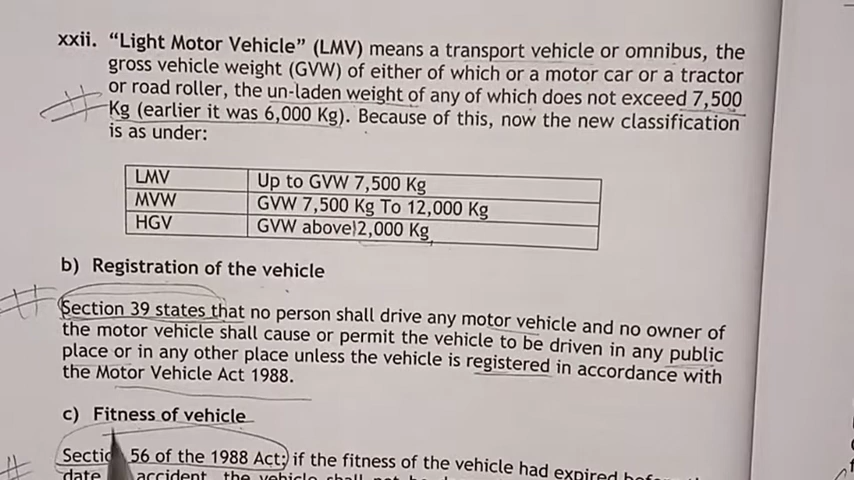 xxii. “Light Motor Vehicle” (LMV) means a transport vehicle or omnibus, the
gross vehicle weight (GVW) of either of which or a motor car or a tractor
or road roller, the un-laden weight of any of which does not exceed 7,500
Kg (earlier it was 6,000 Kg). Because of this, now the new classification
is as under:
LMV Up to GVW 7,500 Kg
MVW GVW 7,500 Kg To 12,000 Kg
HGV GVW above 12,000 Kg
b) Registration of the vehicle
Section 39 states that no person shall drive any motor vehicle and no owner of
the motor vehicle shall cause or permit the vehicle to be driven in any public
place or in any other place unless the vehicle is registered in accordance with
the Motor Vehicle Act 1988.
c) Fitness of vehicle
56 of the 1988 Act: if the fitness of the vehicle had expired
date accident, the vehicle shall not be